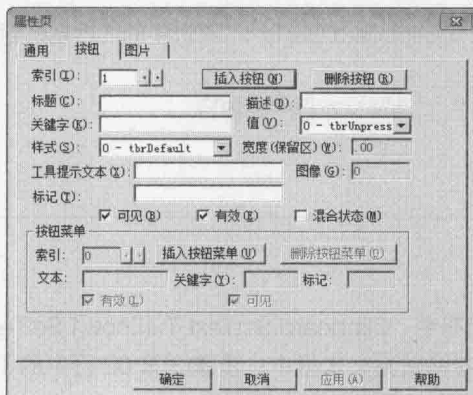 属性页
通用 按钮 图片
索引(I): 1 插入按钮(N) 删除按钮(R)
标题(C): 描述(D):
关键字(K): 值(V): 0 - tbrUnpress
样式(S): 0 - tbrDefault 宽度(保留区)(W): .00
工具提示文本(X): 图像(G): 0
标记(T):
可见(B) 有效(E) 混合状态(M)
按钮菜单
索引: 0 插入按钮菜单(U) 删除按钮菜单(O)
文本: 关键字(Y): 标记:
有效(L) 可见
确定 取消 应用(A) 帮助